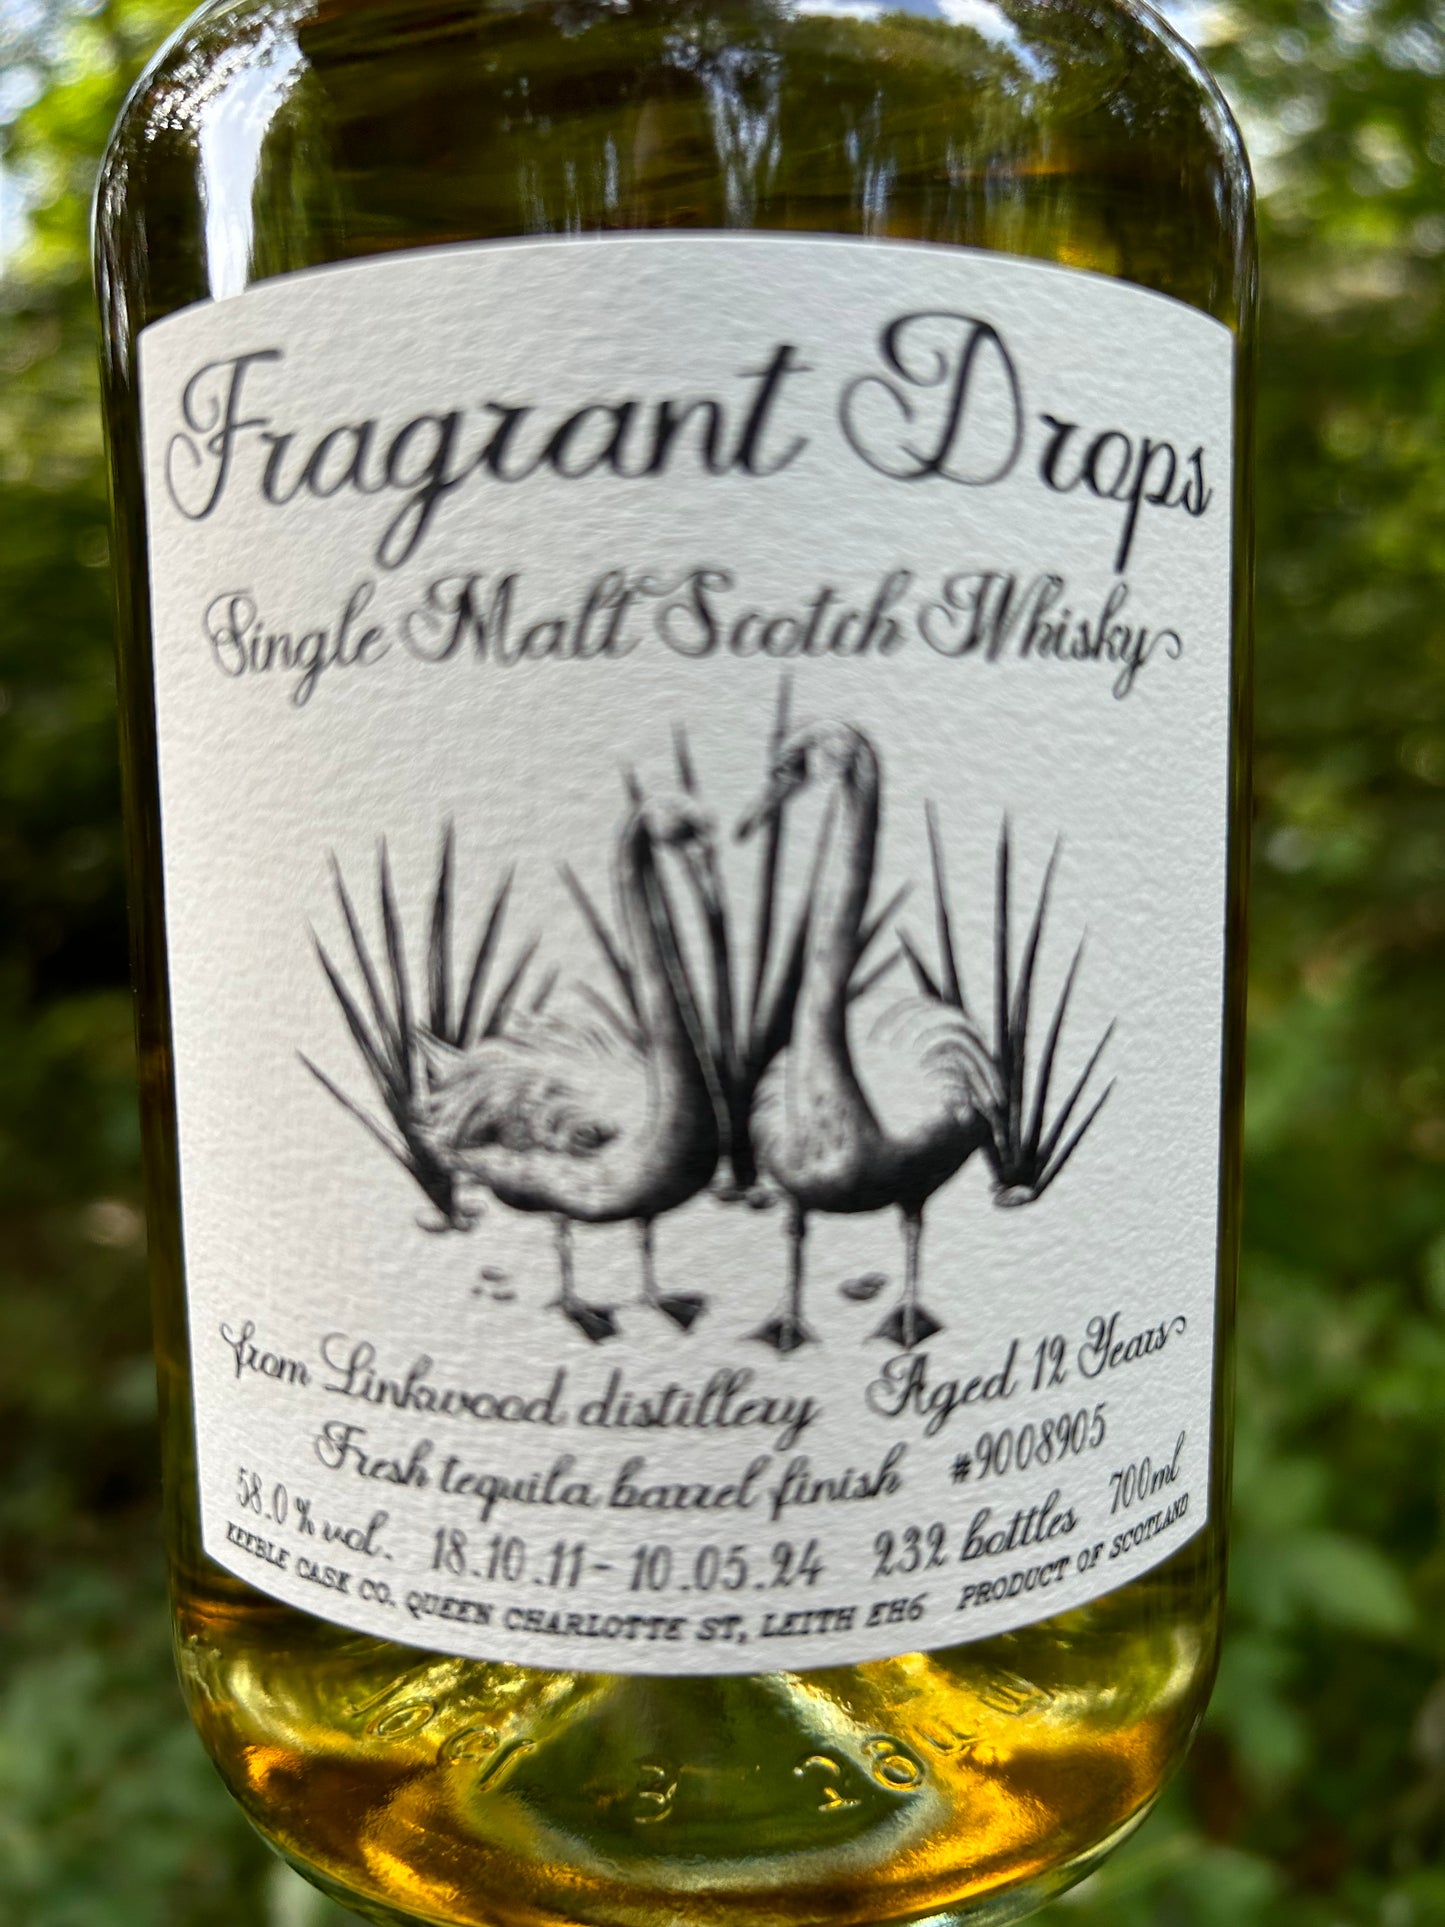 Fragrant Drops
Single Malt Scotch Whisky
from Linkwood distillery Aged 12 Years
Fresh tequila barrel finish #9008905
58.0 % vol. 18.10.11 - 10.05.24 232 bottles 700ml
KEEBLE CASK CO. QUEEN CHARLOTTE ST, LEITH EH6 PRODUCT OF SCOTLAND